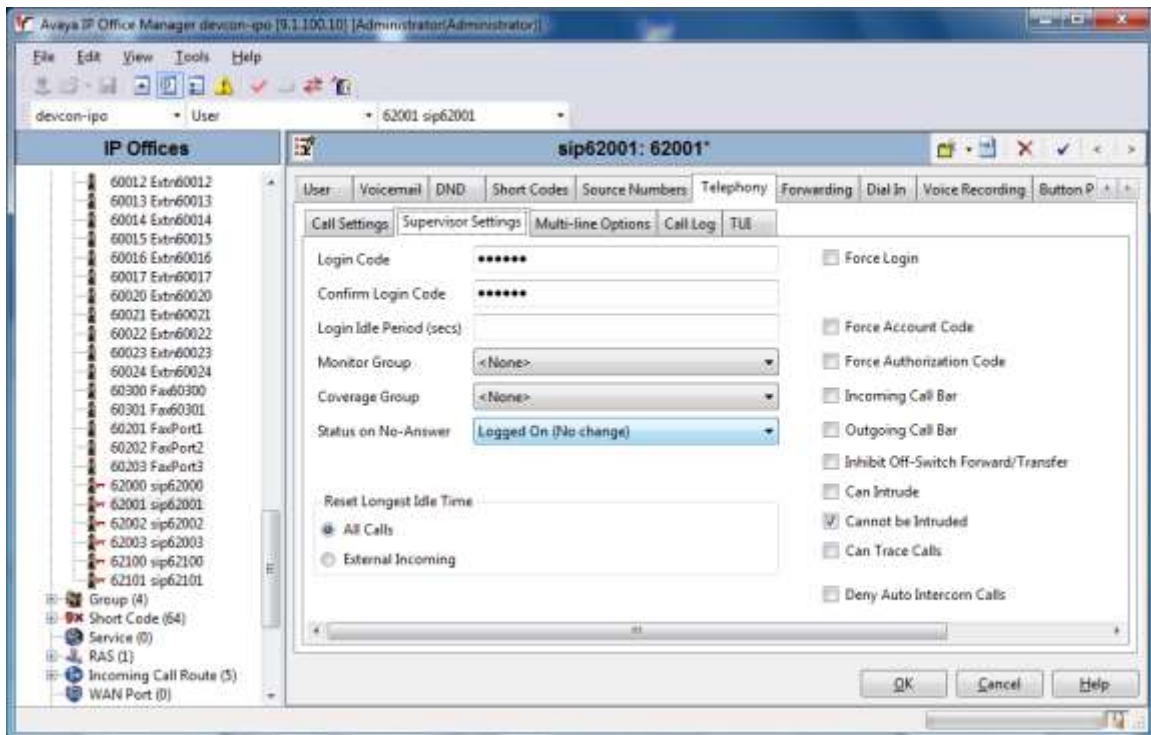 Avaya IP Office Manager devcon-ipo [9.1.100.10] [Administrator(Administrator)]
File Edit View Tools Help
devcon-ipo User 62001 sip62001
IP Offices
60012 Extn60012
60013 Extn60013
60014 Extn60014
60015 Extn60015
60016 Extn60016
60017 Extn60017
60020 Extn60020
60021 Extn60021
60022 Extn60022
60023 Extn60023
60024 Extn60024
60300 Fax60300
60301 Fax60301
60201 FaxPort1
60202 FaxPort2
60203 FaxPort3
62000 sip62000
62001 sip62001
62002 sip62002
62003 sip62003
62100 sip62100
62101 sip62101
Group (4)
Short Code (64)
Service (0)
RAS (1)
Incoming Call Route (5)
WAN Port (0)
sip62001: 62001*
User Voicemail DND Short Codes Source Numbers Telephony Forwarding Dial In Voice Recording Button P
Call Settings Supervisor Settings Multi-line Options Call Log TUI
Login Code ••••••
Confirm Login Code ••••••
Login Idle Period (secs)
Monitor Group <None>
Coverage Group <None>
Status on No-Answer Logged On (No change)
Reset Longest Idle Time
All Calls
External Incoming
Force Login
Force Account Code
Force Authorization Code
Incoming Call Bar
Outgoing Call Bar
Inhibit Off-Switch Forward/Transfer
Can Intrude
Cannot be Intruded
Can Trace Calls
Deny Auto Intercom Calls
OK Cancel Help